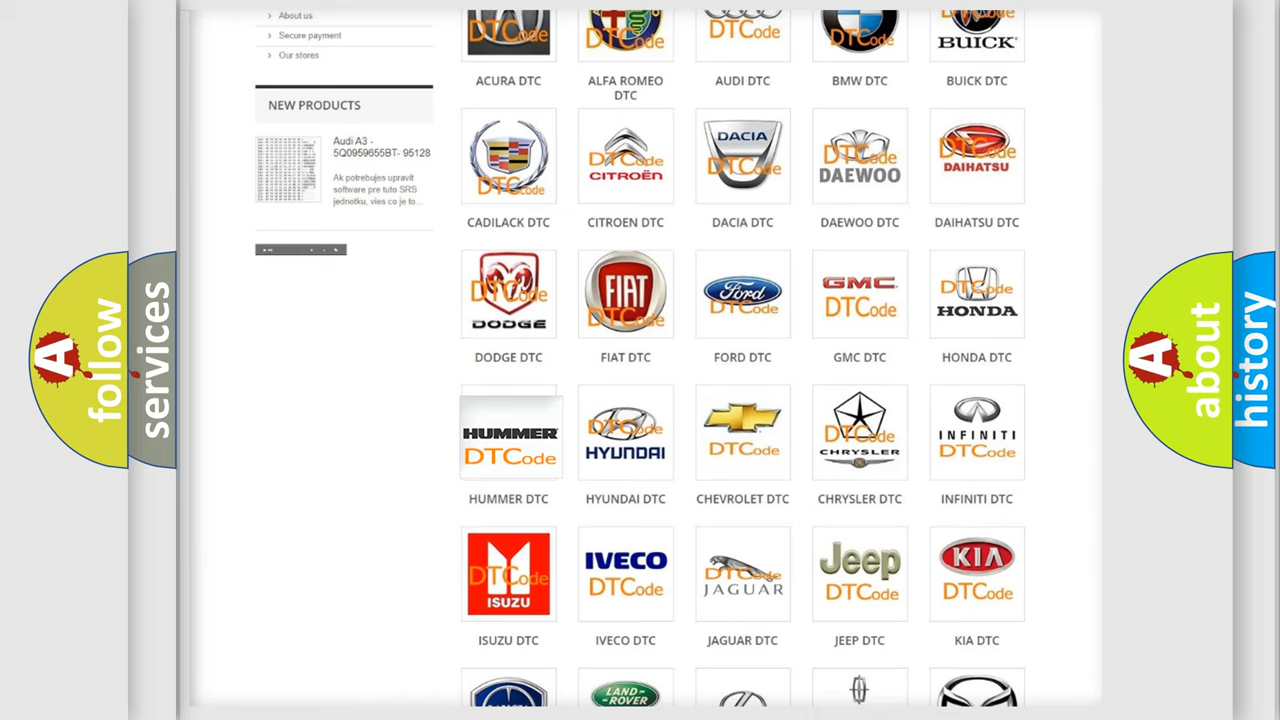 About us
Secure payment
Our stores
NEW PRODUCTS
Audi A3 -
5Q0959655BT- 95128
Ak potrebujes upravit
software pre tuto SRS
jednotku, vies co je to...
DTCode
DTCode
DTCode
DTCode
DTCode
BUICK
ACURA DTC
ALFA ROMEO
DTC
AUDI DTC
BMW DTC
BUICK DTC
DTCode
DTCode
CITROËN
DACIA
DTCode
DTCode
DAEWOO
DTCode
DAIHATSU
CADILACK DTC
CITROEN DTC
DACIA DTC
DAEWOO DTC
DAIHATSU DTC
DTCode
DODGE
FIAT
DTCode
Ford
DTCode
GMC
DTCode
DTCode
HONDA
DODGE DTC
FIAT DTC
FORD DTC
GMC DTC
HONDA DTC
HUMMER
DTCode
DTCode
HYUNDAI
DTCode
DTCode
CHRYSLER
INFINITI
DTCode
HUMMER DTC
HYUNDAI DTC
CHEVROLET DTC
CHRYSLER DTC
INFINITI DTC
DTCode
ISUZU
IVECO
DTCode
DTCode
JAGUAR
Jeep
DTCode
KIA
DTCode
ISUZU DTC
IVECO DTC
JAGUAR DTC
JEEP DTC
KIA DTC
LAND-
ROVER
A follow
services
A about
history